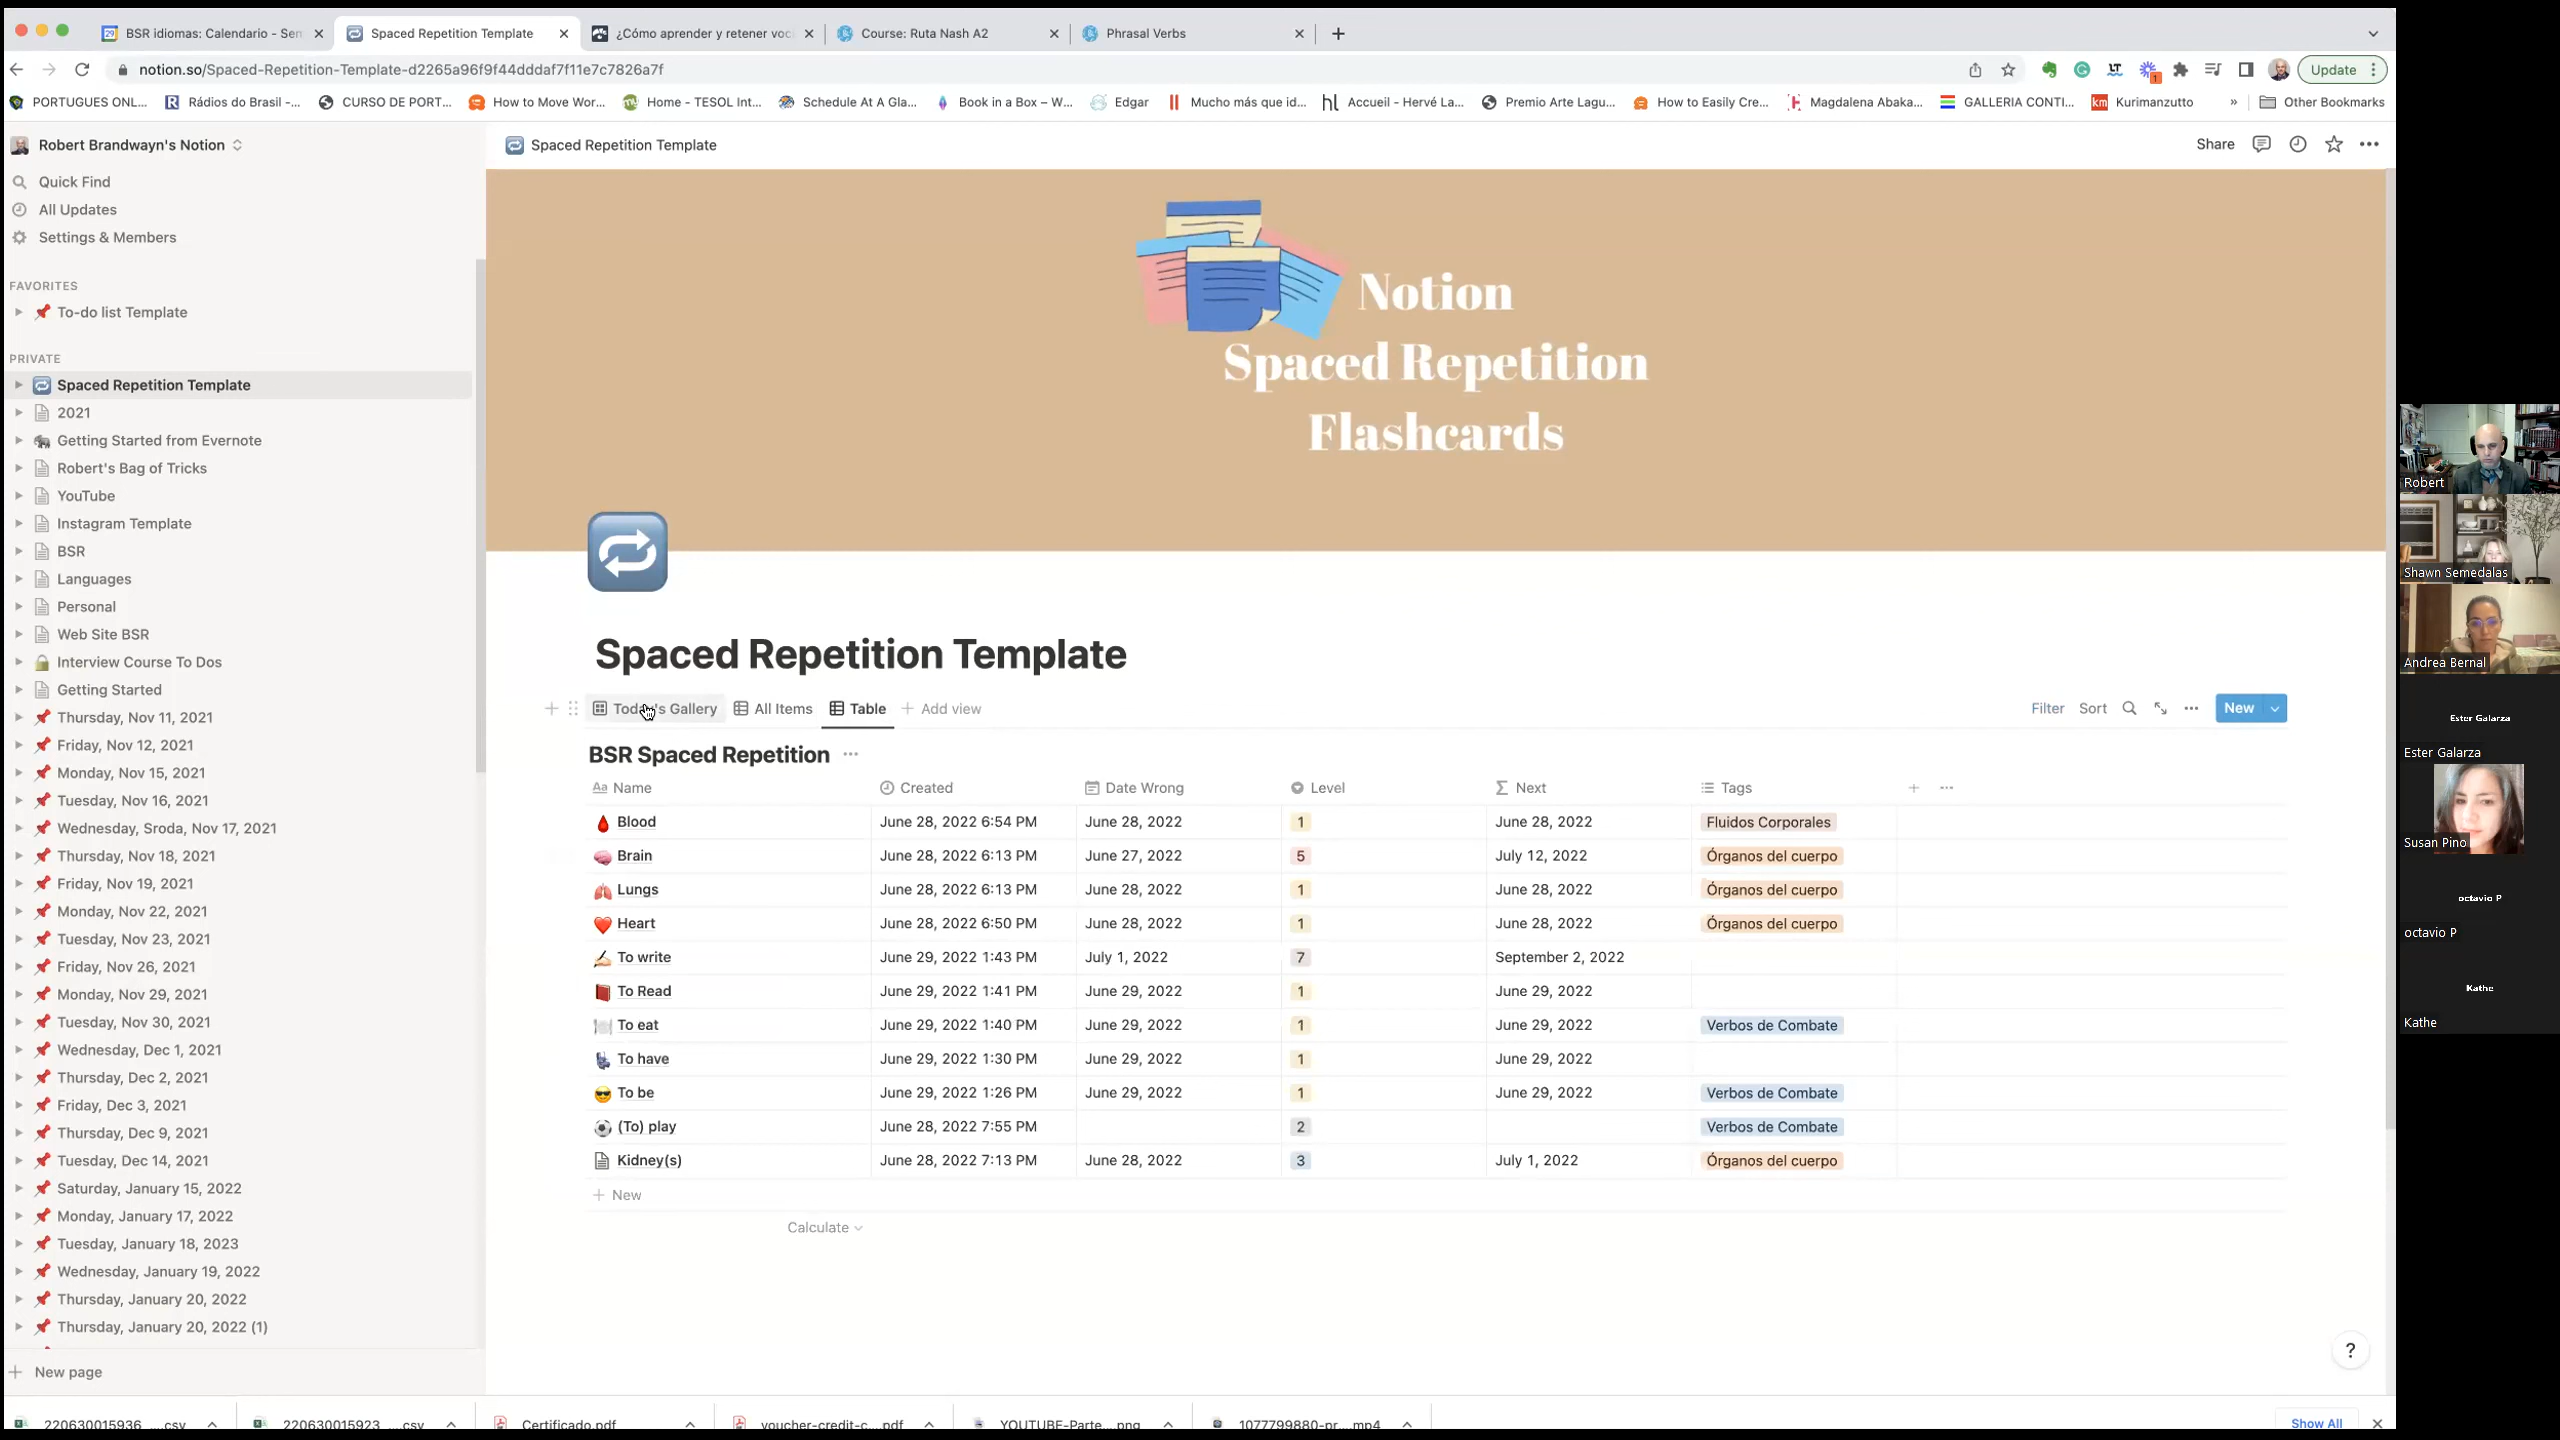 BSR idiomas: Calendario - Sem
Spaced Repetition Template
¿Cómo aprender y retener voc
Course: Ruta Nash A2
Phrasal Verbs
notion.so/Spaced-Repetition-Template-d2265a96f9f44dddaf7f11e7c7826a7f
Update
PORTUGUES ONL...
Rádios do Brasil -...
CURSO DE PORT...
How to Move Wor...
Home - TESOL Int...
Schedule At A Gla...
Book in a Box – W...
Edgar
Mucho más que id...
Accueil - Hervé La...
Premio Arte Lagu...
How to Easily Cre...
Magdalena Abaka...
GALLERIA CONTI...
Kurimanzutto
Other Bookmarks
Robert Brandwayn's Notion
Quick Find
All Updates
Settings & Members
FAVORITES
To-do list Template
PRIVATE
Spaced Repetition Template
2021
Getting Started from Evernote
Robert's Bag of Tricks
YouTube
Instagram Template
BSR
Languages
Personal
Web Site BSR
Interview Course To Dos
Getting Started
Thursday, Nov 11, 2021
Friday, Nov 12, 2021
Monday, Nov 15, 2021
Tuesday, Nov 16, 2021
Wednesday, Sroda, Nov 17, 2021
Thursday, Nov 18, 2021
Friday, Nov 19, 2021
Monday, Nov 22, 2021
Tuesday, Nov 23, 2021
Friday, Nov 26, 2021
Monday, Nov 29, 2021
Tuesday, Nov 30, 2021
Wednesday, Dec 1, 2021
Thursday, Dec 2, 2021
Friday, Dec 3, 2021
Thursday, Dec 9, 2021
Tuesday, Dec 14, 2021
Saturday, January 15, 2022
Monday, January 17, 2022
Tuesday, January 18, 2023
Wednesday, January 19, 2022
Thursday, January 20, 2022
Thursday, January 20, 2022 (1)
New page
Spaced Repetition Template
Share
Notion
Spaced Repetition
Flashcards
Spaced Repetition Template
Today's Gallery All Items Table Add view
Filter Sort New
BSR Spaced Repetition
Name Created Date Wrong Level Next Tags
Blood June 28, 2022 6:54 PM June 28, 2022 1 June 28, 2022 Fluidos Corporales
Brain June 28, 2022 6:13 PM June 27, 2022 5 July 12, 2022 Órganos del cuerpo
Lungs June 28, 2022 6:13 PM June 28, 2022 1 June 28, 2022 Órganos del cuerpo
Heart June 28, 2022 6:50 PM June 28, 2022 1 June 28, 2022 Órganos del cuerpo
To write June 29, 2022 1:43 PM July 1, 2022 7 September 2, 2022
To Read June 29, 2022 1:41 PM June 29, 2022 1 June 29, 2022
To eat June 29, 2022 1:40 PM June 29, 2022 1 June 29, 2022 Verbos de Combate
To have June 29, 2022 1:30 PM June 29, 2022 1 June 29, 2022
To be June 29, 2022 1:26 PM June 29, 2022 1 June 29, 2022 Verbos de Combate
(To) play June 28, 2022 7:55 PM 2 Verbos de Combate
Kidney(s) June 28, 2022 7:13 PM June 28, 2022 3 July 1, 2022 Órganos del cuerpo
New
Calculate
?
220630015936_....csv
220630015923_....csv
Certificado.pdf
voucher-credit-c....pdf
YOUTUBE-Parte....png
1077799880-pr....mp4
Show All
Robert
Shawn Semedalas
Andrea Bernal
Ester Galarza
Ester Galarza
Susan Pino
octavio P
octavio P
Kathe
Kathe